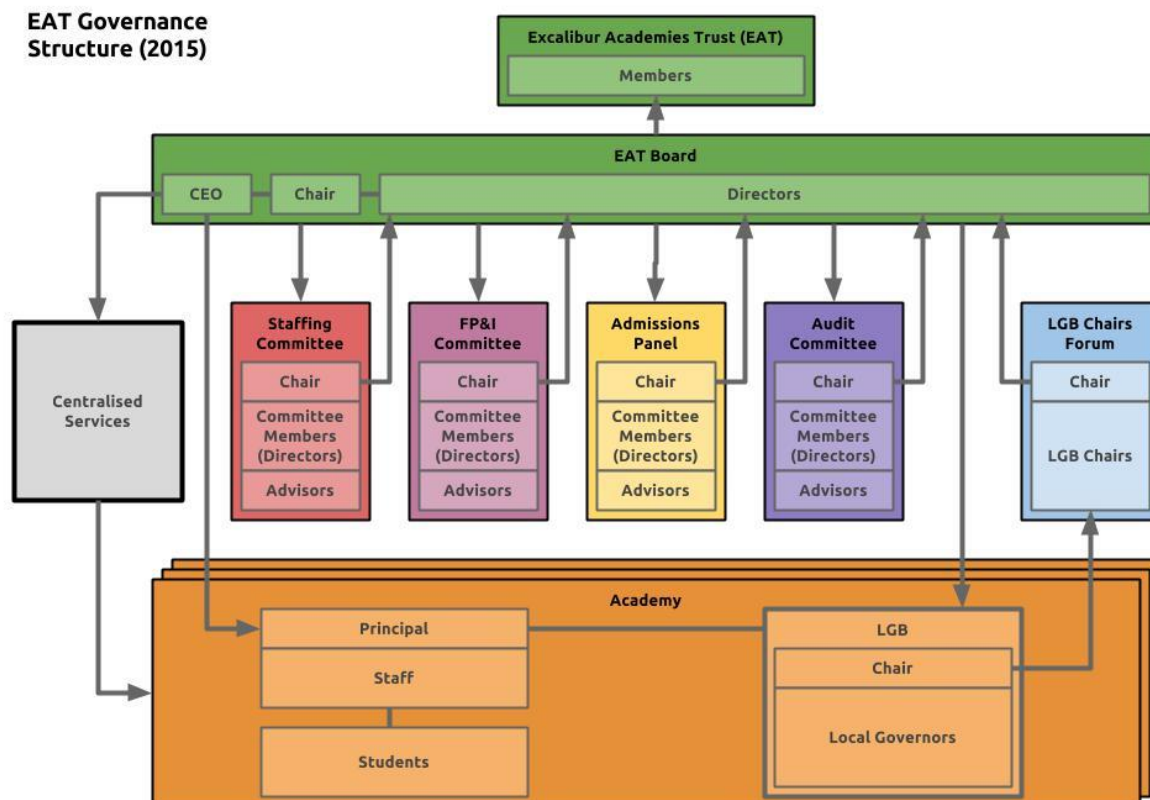 EAT Governance
Structure (2015)
Excalibur Academies Trust (EAT)
Members
EAT Board
CEO
Chair
Directors
Centralised
Services
Staffing
Committee
Chair
Committee
Members
(Directors)
Advisors
FP&I
Committee
Chair
Committee
Members
(Directors)
Advisors
Admissions
Panel
Chair
Committee
Members
(Directors)
Advisors
Audit
Committee
Chair
Committee
Members
(Directors)
Advisors
LGB Chairs
Forum
Chair
LGB Chairs
Academy
Principal
Staff
Students
LGB
Chair
Local Governors